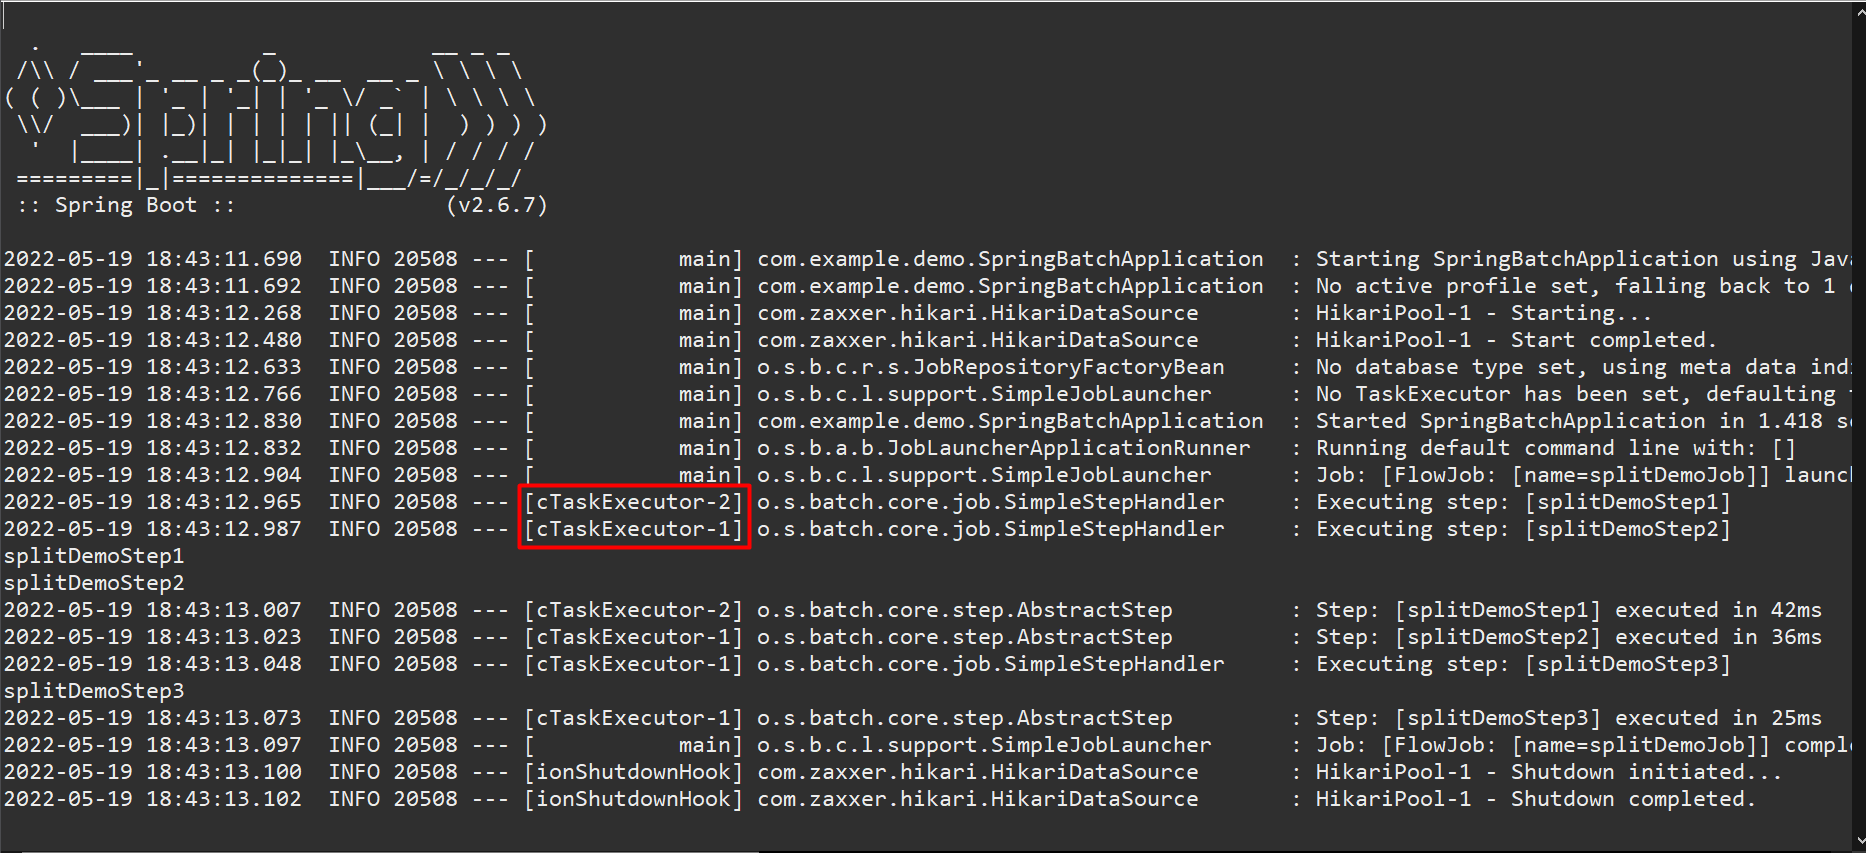 .   ____          _            __ _ _
 /\\ / ___'_ __ _ _(_)_ __  __ _ \ \ \ \
( ( )\___ | '_ | '_| | '_ \/ _` | \ \ \ \
 \\/  ___)| |_)| | | | | || (_| |  ) ) ) )
  '  |____| .__|_| |_|_| |_\__, | / / / /
 =========|_|==============|___/=/_/_/_/
 :: Spring Boot ::                (v2.6.7)
2022-05-19 18:43:11.690  INFO 20508 --- [           main] com.example.demo.SpringBatchApplication  : Starting SpringBatchApplication using Jav
2022-05-19 18:43:11.692  INFO 20508 --- [           main] com.example.demo.SpringBatchApplication  : No active profile set, falling back to 1
2022-05-19 18:43:12.268  INFO 20508 --- [           main] com.zaxxer.hikari.HikariDataSource       : HikariPool-1 - Starting...
2022-05-19 18:43:12.480  INFO 20508 --- [           main] com.zaxxer.hikari.HikariDataSource       : HikariPool-1 - Start completed.
2022-05-19 18:43:12.633  INFO 20508 --- [           main] o.s.b.c.r.s.JobRepositoryFactoryBean     : No database type set, using meta data indi
2022-05-19 18:43:12.766  INFO 20508 --- [           main] o.s.b.c.l.support.SimpleJobLauncher      : No TaskExecutor has been set, defaulting
2022-05-19 18:43:12.830  INFO 20508 --- [           main] com.example.demo.SpringBatchApplication  : Started SpringBatchApplication in 1.418 se
2022-05-19 18:43:12.832  INFO 20508 --- [           main] o.s.b.a.b.JobLauncherApplicationRunner   : Running default command line with: []
2022-05-19 18:43:12.904  INFO 20508 --- [           main] o.s.b.c.l.support.SimpleJobLauncher      : Job: [FlowJob: [name=splitDemoJob]] launc
2022-05-19 18:43:12.965  INFO 20508 --- [cTaskExecutor-2] o.s.batch.core.job.SimpleStepHandler     : Executing step: [splitDemoStep1]
2022-05-19 18:43:12.987  INFO 20508 --- [cTaskExecutor-1] o.s.batch.core.job.SimpleStepHandler     : Executing step: [splitDemoStep2]
splitDemoStep1
splitDemoStep2
2022-05-19 18:43:13.007  INFO 20508 --- [cTaskExecutor-2] o.s.batch.core.step.AbstractStep         : Step: [splitDemoStep1] executed in 42ms
2022-05-19 18:43:13.023  INFO 20508 --- [cTaskExecutor-1] o.s.batch.core.step.AbstractStep         : Step: [splitDemoStep2] executed in 36ms
2022-05-19 18:43:13.048  INFO 20508 --- [cTaskExecutor-1] o.s.batch.core.job.SimpleStepHandler     : Executing step: [splitDemoStep3]
splitDemoStep3
2022-05-19 18:43:13.073  INFO 20508 --- [cTaskExecutor-1] o.s.batch.core.step.AbstractStep         : Step: [splitDemoStep3] executed in 25ms
2022-05-19 18:43:13.097  INFO 20508 --- [           main] o.s.b.c.l.support.SimpleJobLauncher      : Job: [FlowJob: [name=splitDemoJob]] compl
2022-05-19 18:43:13.100  INFO 20508 --- [ionShutdownHook] com.zaxxer.hikari.HikariDataSource       : HikariPool-1 - Shutdown initiated...
2022-05-19 18:43:13.102  INFO 20508 --- [ionShutdownHook] com.zaxxer.hikari.HikariDataSource       : HikariPool-1 - Shutdown completed.